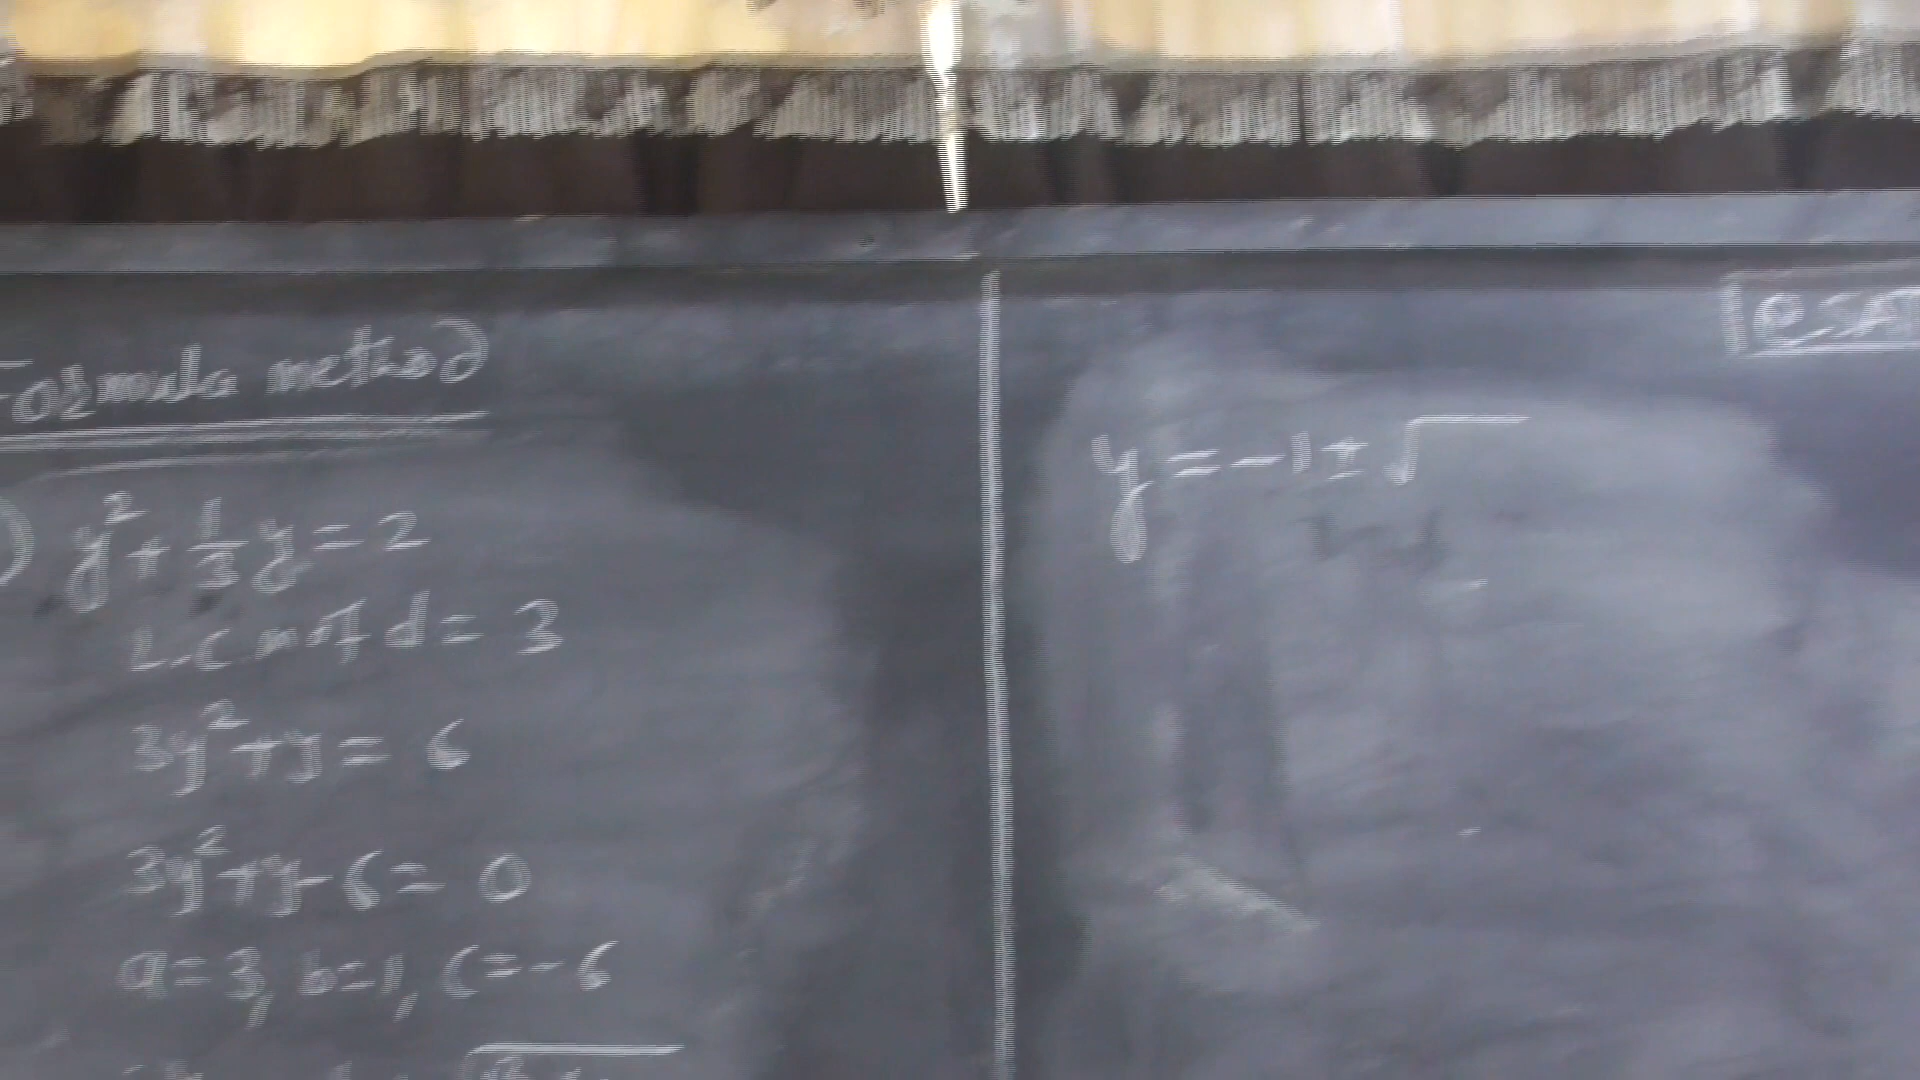 Formula method
) y² + 1/3 y = 2
L.C.M of d = 3
3y² + y = 6
3y² + y - 6 = 0
a = 3, b = 1, c = -6
y = -1 ± √